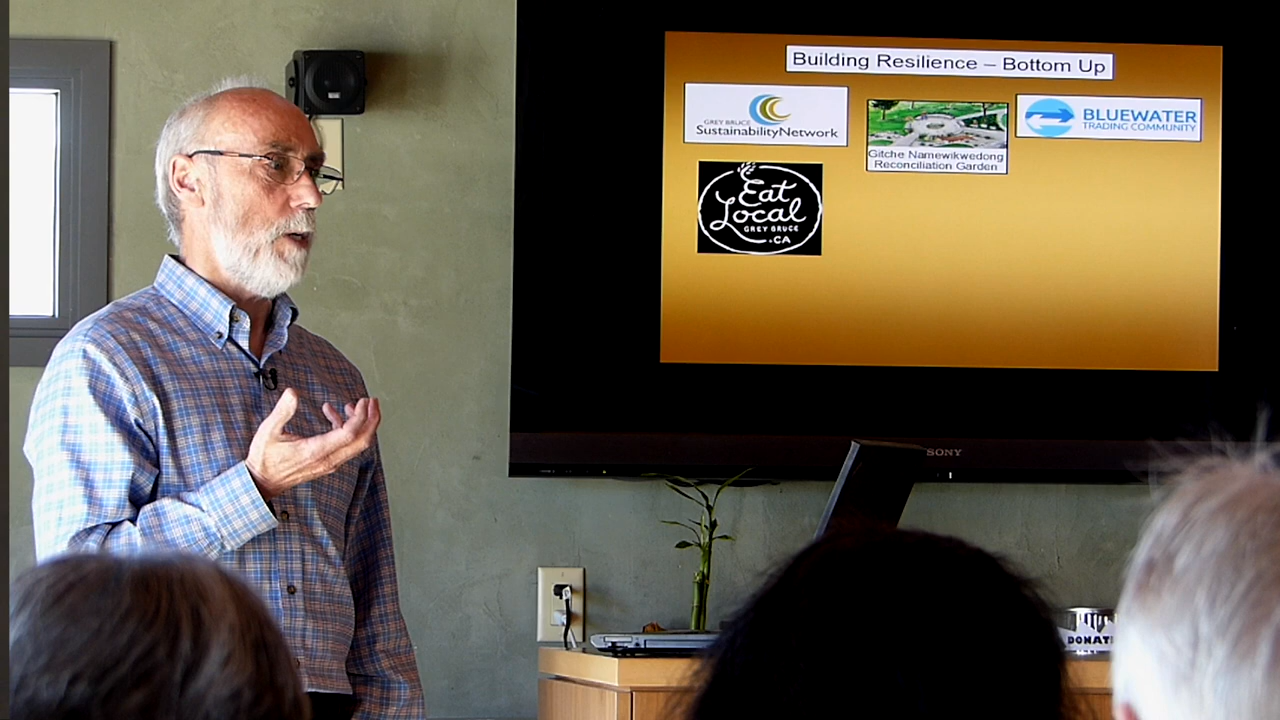 Building Resilience – Bottom Up
GREY BRUCE
SustainabilityNetwork
Gitche Namewikwedong
Reconciliation Garden
BLUEWATER
TRADING COMMUNITY
Eat
Local
GREY BRUCE
.CA
SONY
DONAT